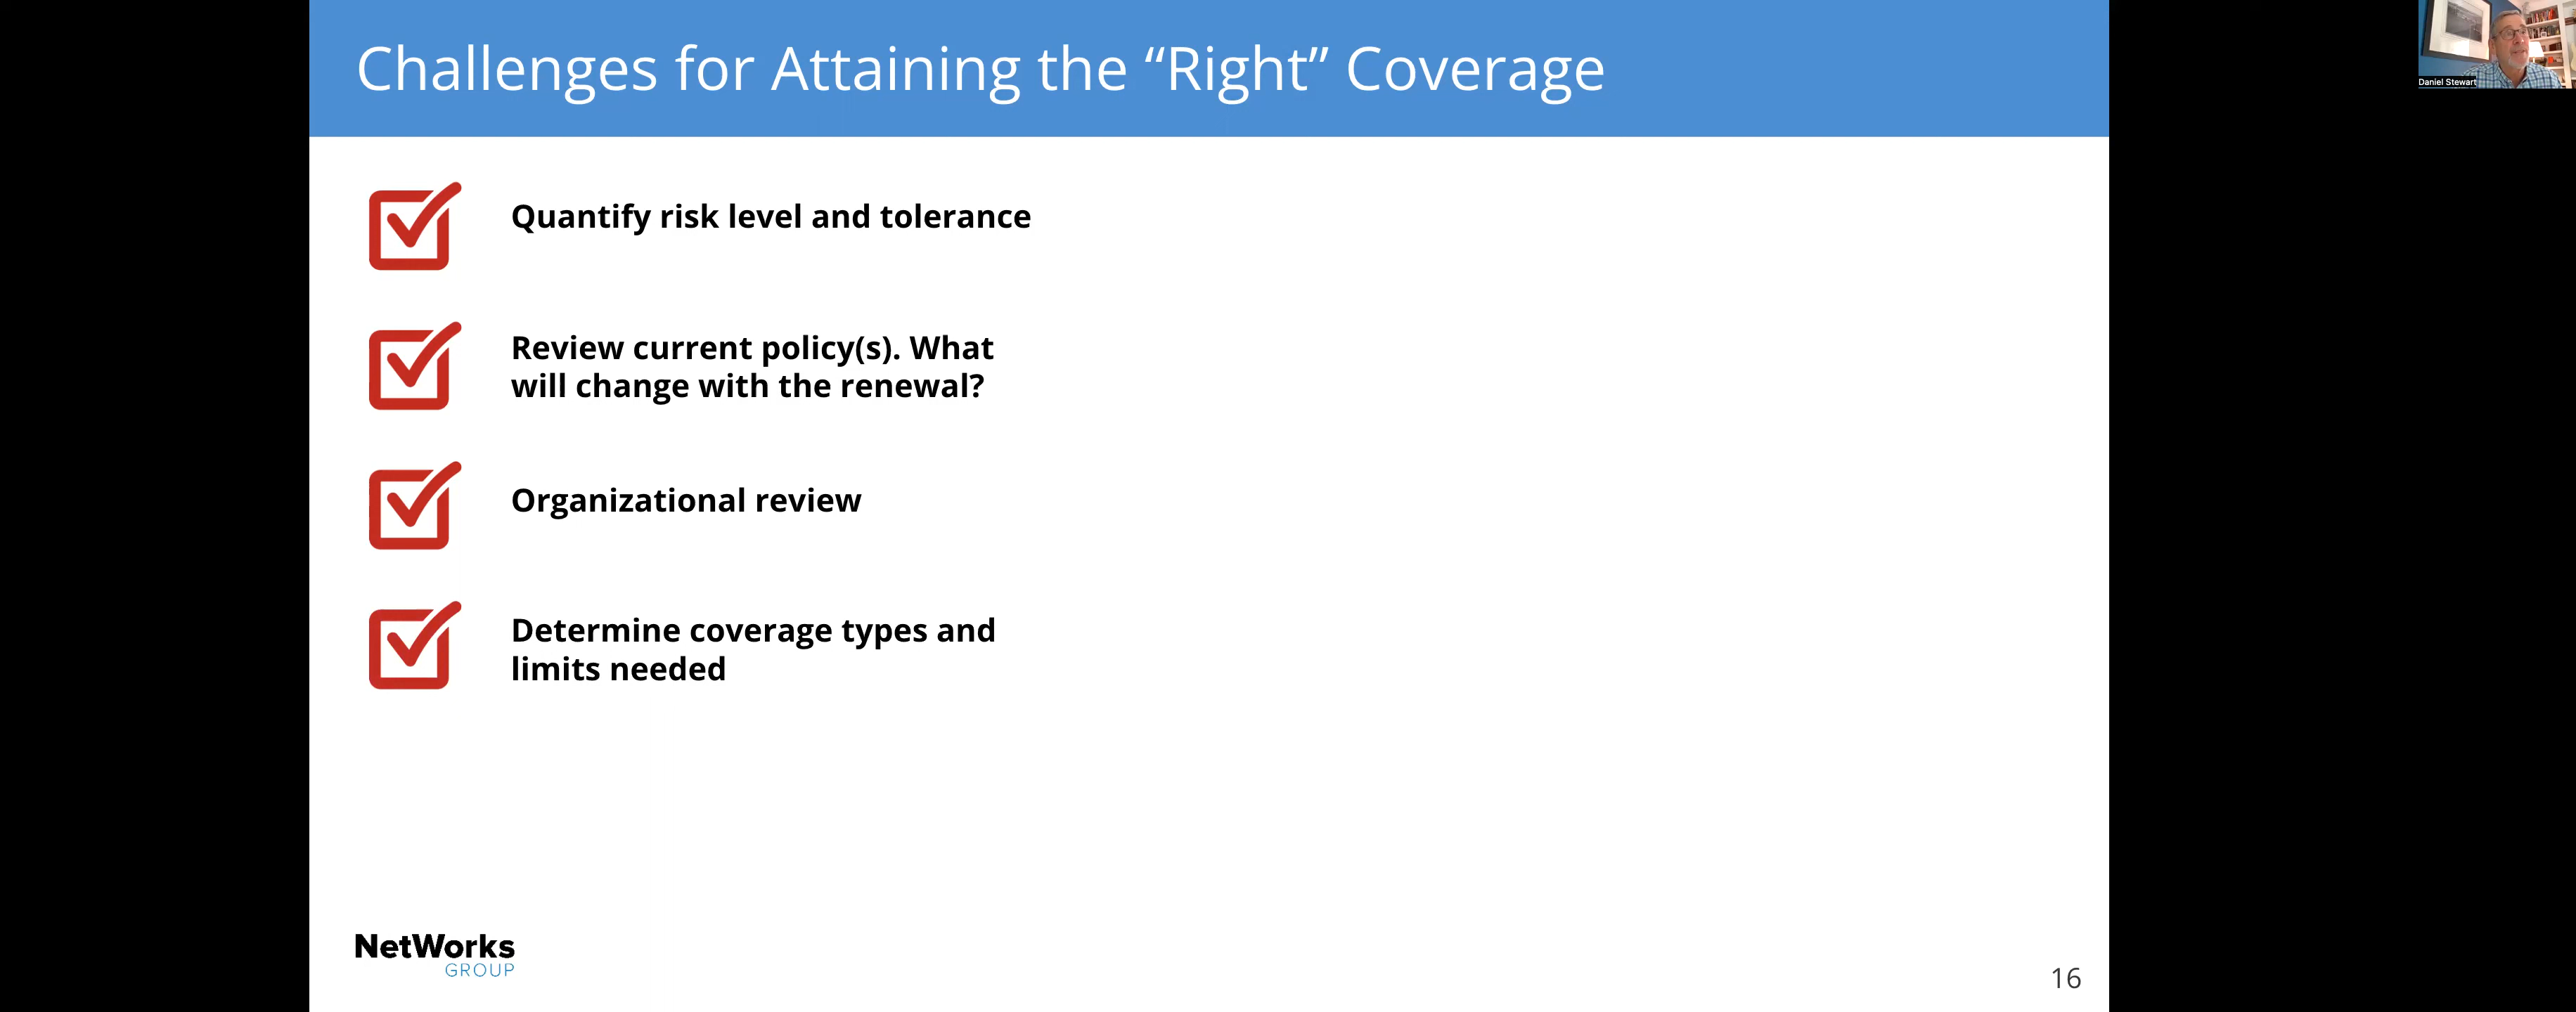 Challenges for Attaining the “Right” Coverage
Daniel Stewart
Quantify risk level and tolerance
Review current policy(s). What
will change with the renewal?
Organizational review
Determine coverage types and
limits needed
NetWorks
GROUP
16